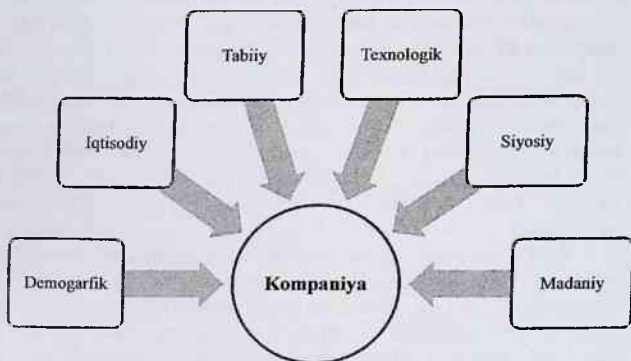 Tabiiy
Texnologik
Iqtisodiy
Siyosiy
Demogarfik
Kompaniya
Madaniy